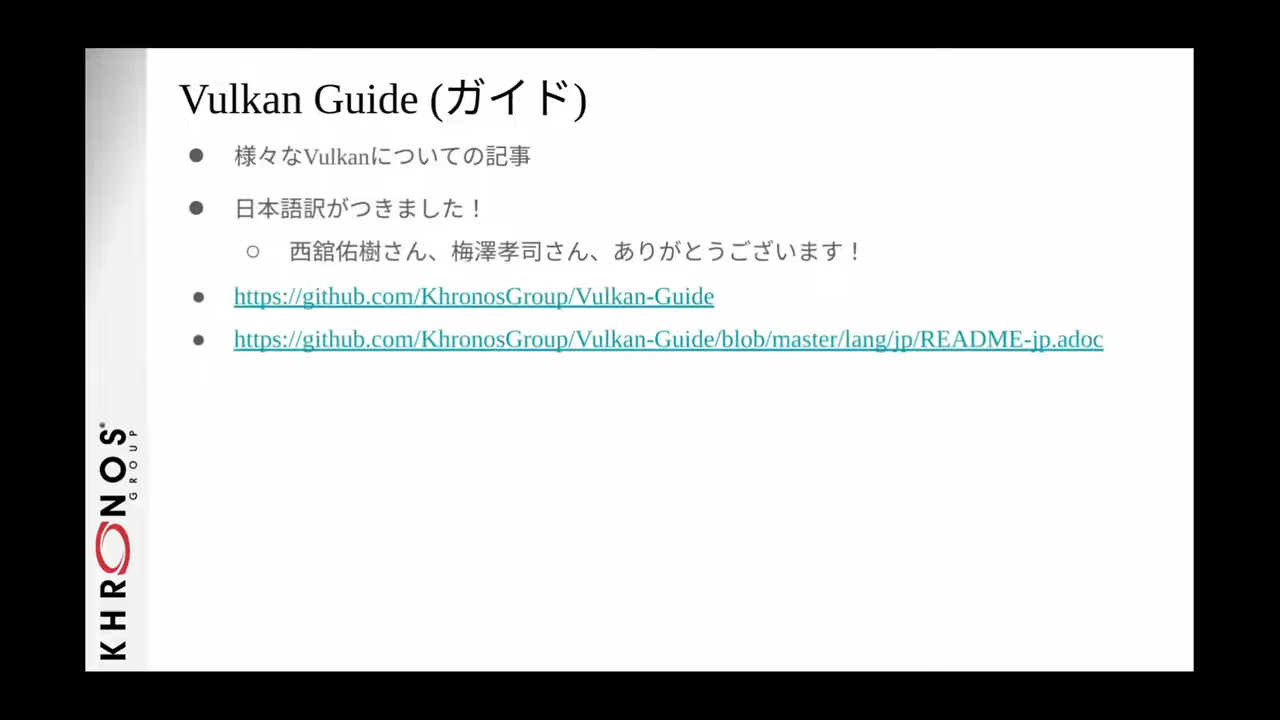 Vulkan Guide (ガイド)
様々なVulkanについての記事
日本語訳がつきました！
西舘佑樹さん、梅澤孝司さん、ありがとうございます！
https://github.com/KhronosGroup/Vulkan-Guide
https://github.com/KhronosGroup/Vulkan-Guide/blob/master/lang/jp/README-jp.adoc
KHRONOS®
GROUP